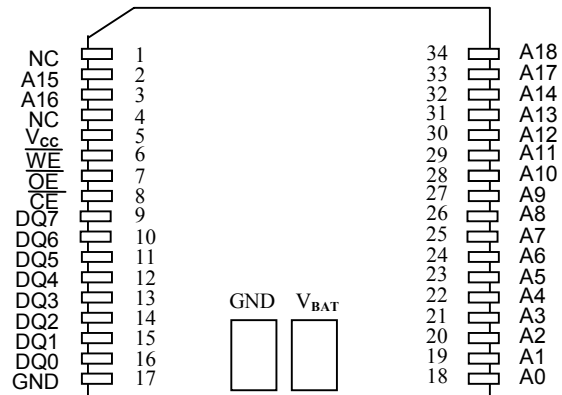 NC 1 34 A18
A15 2 33 A17
A16 3 32 A14
NC 4 31 A13
Vcc 5 30 A12
WE 6 29 A11
OE 7 28 A10
CE 8 27 A9
DQ7 9 26 A8
DQ6 10 25 A7
DQ5 11 24 A6
DQ4 12 23 A5
DQ3 13 22 A4
DQ2 14 21 A3
DQ1 15 20 A2
DQ0 16 19 A1
GND 17 18 A0
GND VBAT